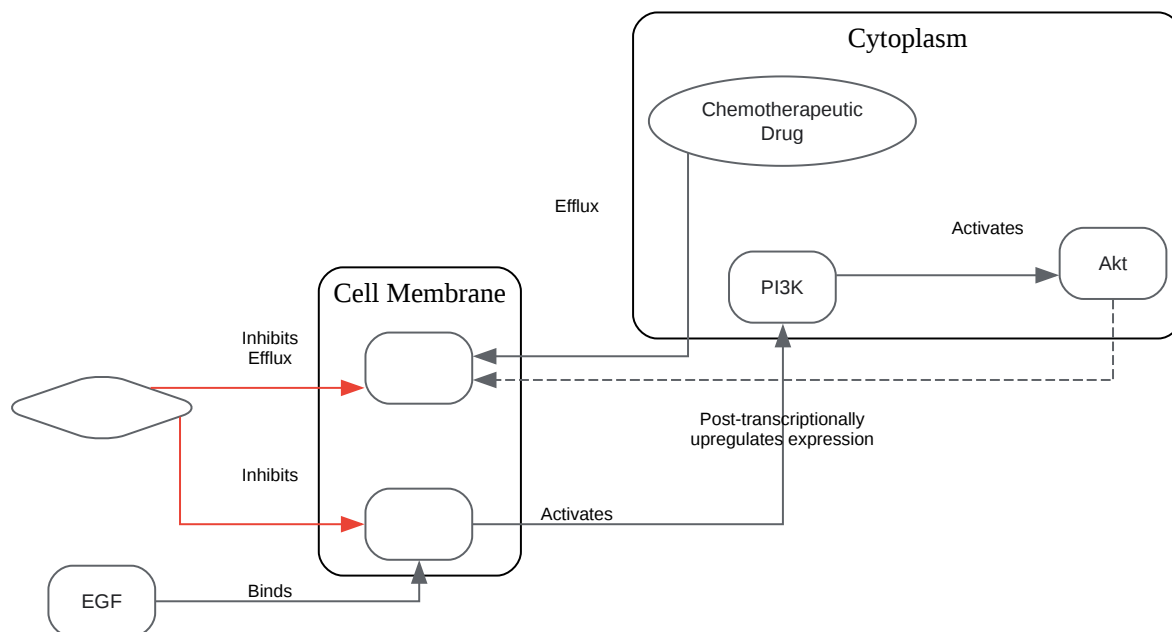 Cytoplasm
Chemotherapeutic
Drug
Efflux
Activates
Akt
PI3K
Cell Membrane
Inhibits
Efflux
Post-transcriptionally
upregulates expression
Inhibits
Activates
EGF
Binds